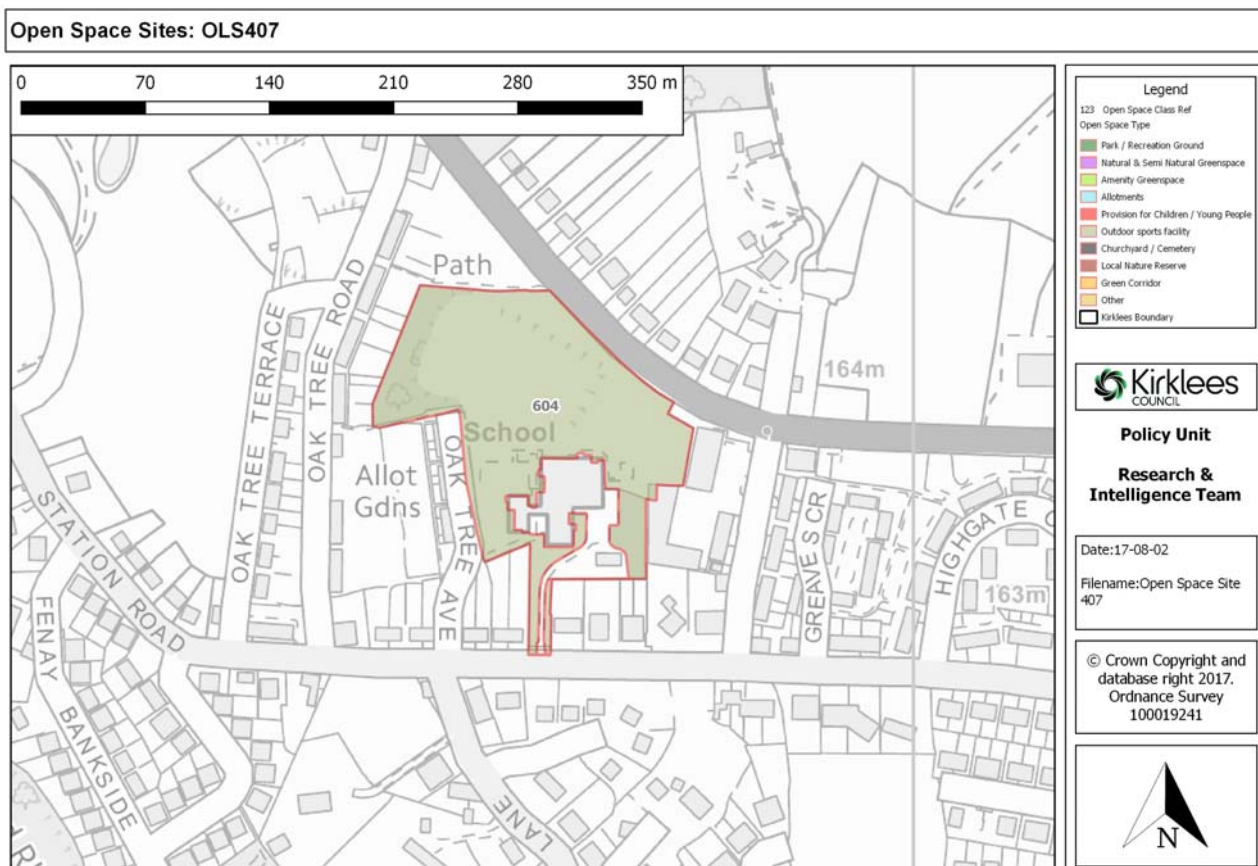 Open Space Sites: OLS407
0 70 140 210 280 350 m
Path
OAK TREE TERRACE
OAK TREE ROAD
604
School
Allot
Gdns
OAK TREE AVE
STATION ROAD
FENAY BANKSIDE
LANE
164m
GREAVE S CR
HIGHGATE C
163m
Legend
123 Open Space Class Ref
Open Space Type
Park / Recreation Ground
Natural & Semi Natural Greenspace
Amenity Greenspace
Allotments
Provision for Children / Young People
Outdoor sports facility
Churchyard / Cemetery
Local Nature Reserve
Green Corridor
Other
Kirklees Boundary
Kirklees
COUNCIL
Policy Unit
Research &
Intelligence Team
Date:17-08-02
Filename:Open Space Site
407
© Crown Copyright and
database right 2017.
Ordnance Survey
100019241
N